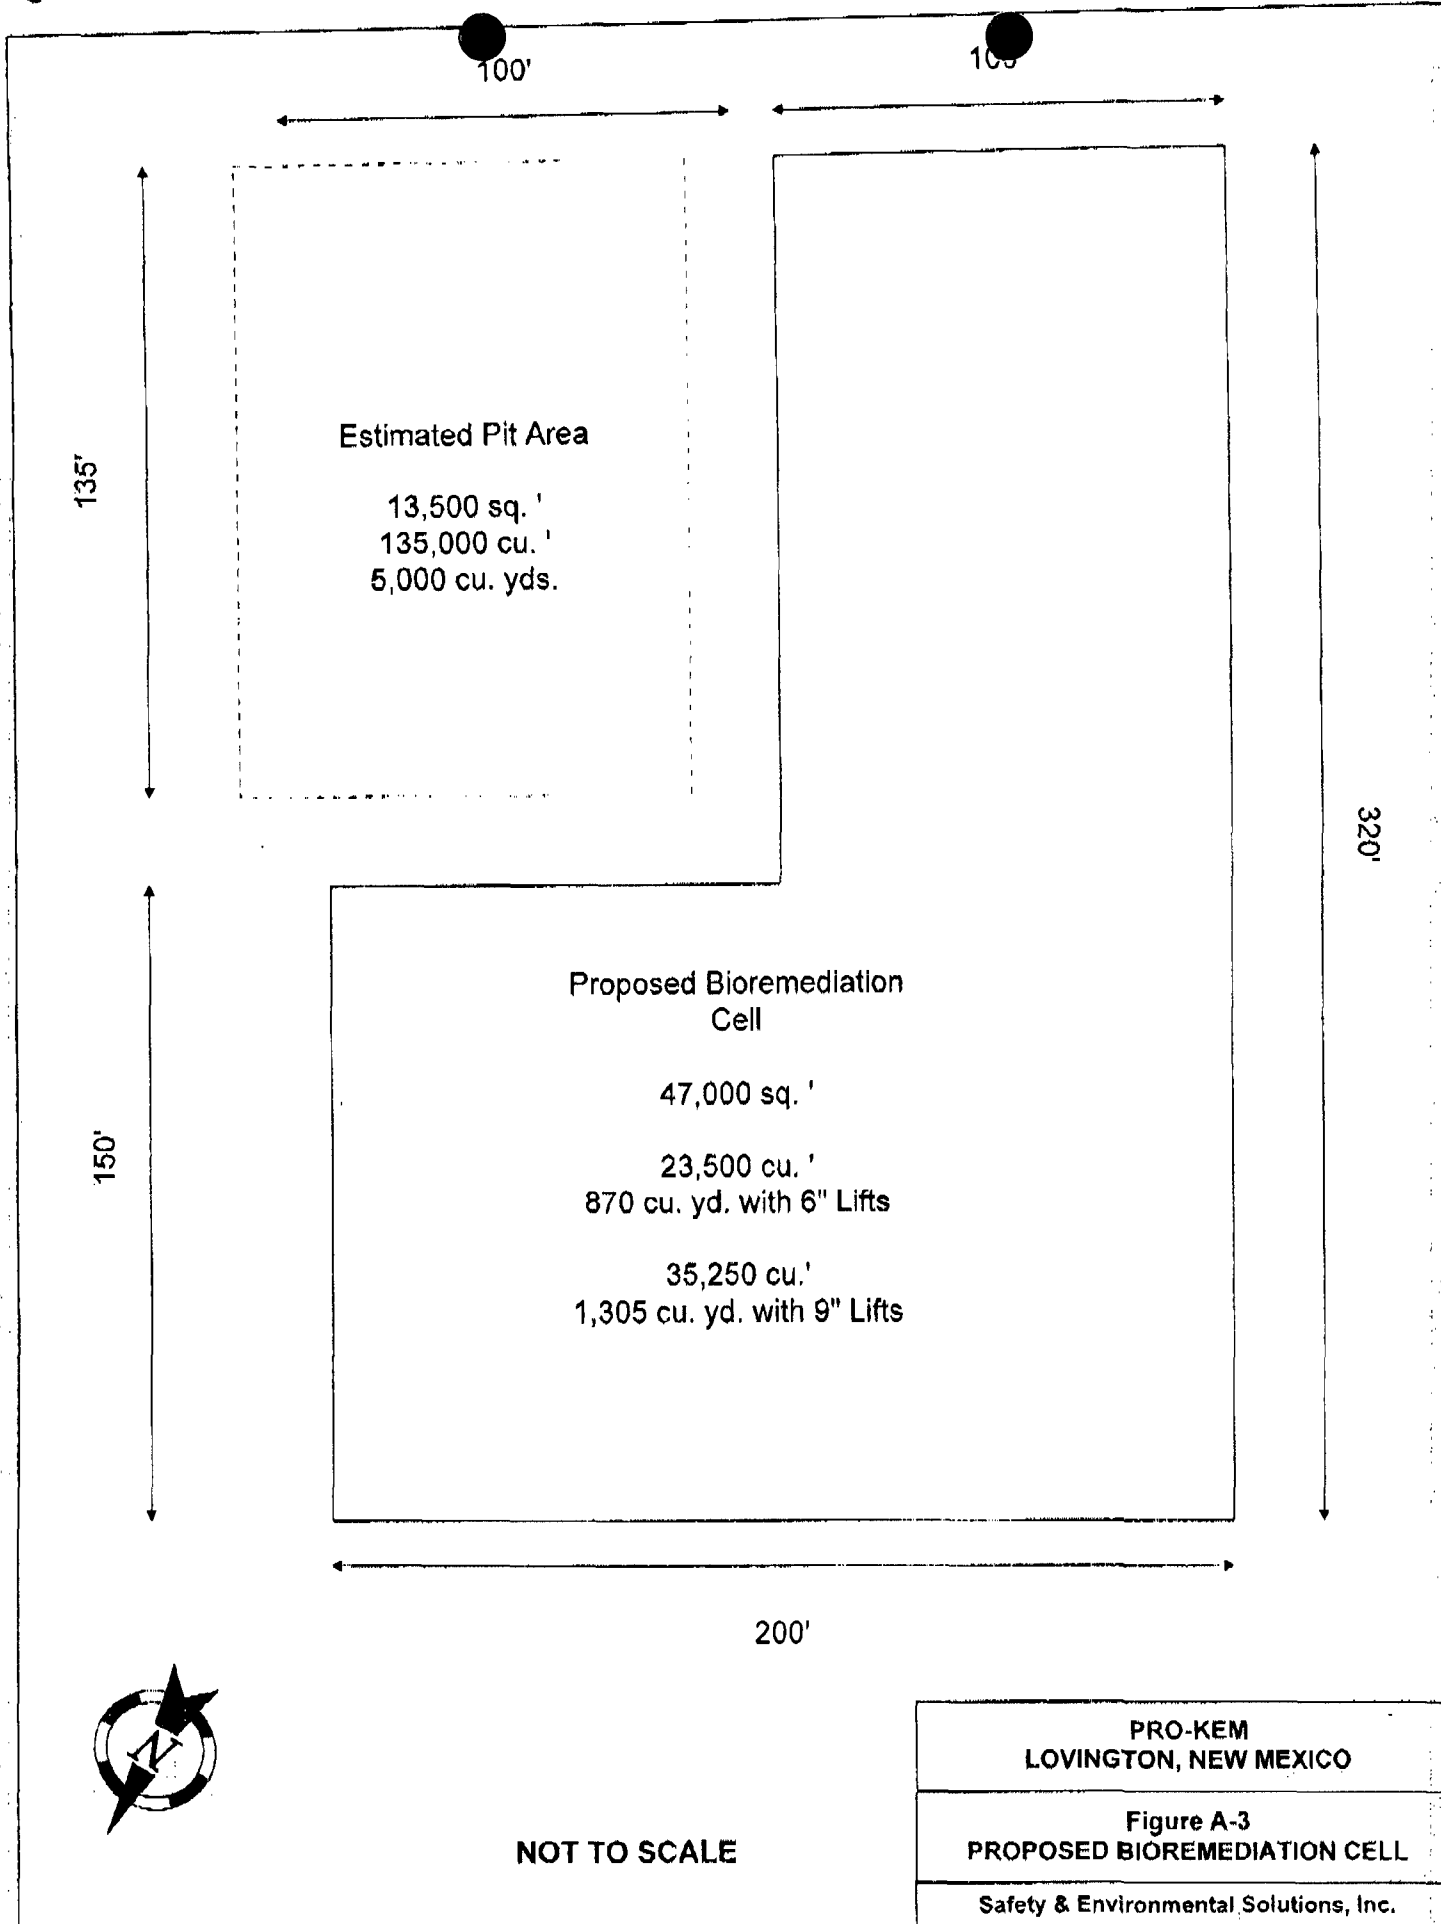 100'
135'
Estimated Pit Area
13,500 sq. '
135,000 cu. '
5,000 cu. yds.
320'
150'
Proposed Bioremediation
Cell
47,000 sq. '
23,500 cu. '
870 cu. yd. with 6" Lifts
35,250 cu.'
1,305 cu. yd. with 9" Lifts
200'
N
NOT TO SCALE
PRO-KEM
LOVINGTON, NEW MEXICO
Figure A-3
PROPOSED BIOREMEDIATION CELL
Safety & Environmental Solutions, Inc.